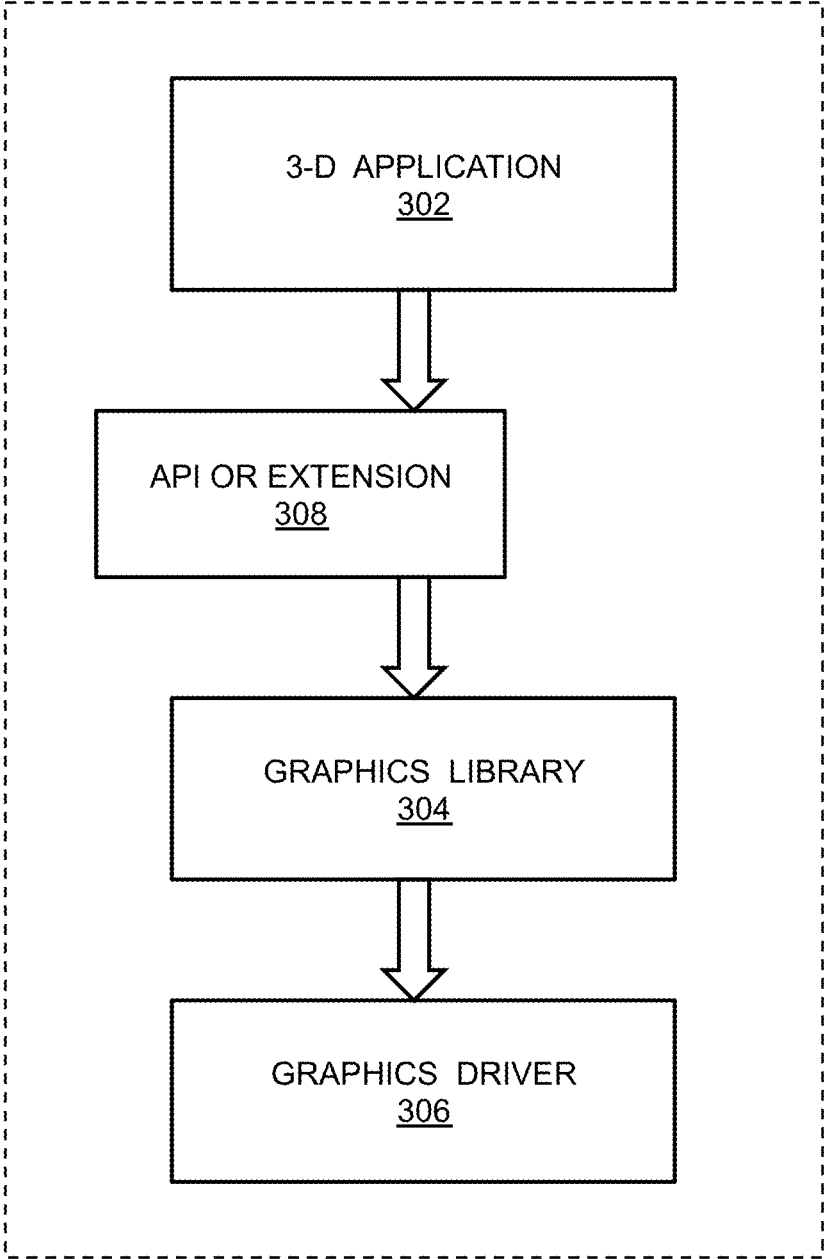 3-D APPLICATION
302
API OR EXTENSION
308
GRAPHICS LIBRARY
304
GRAPHICS DRIVER
306